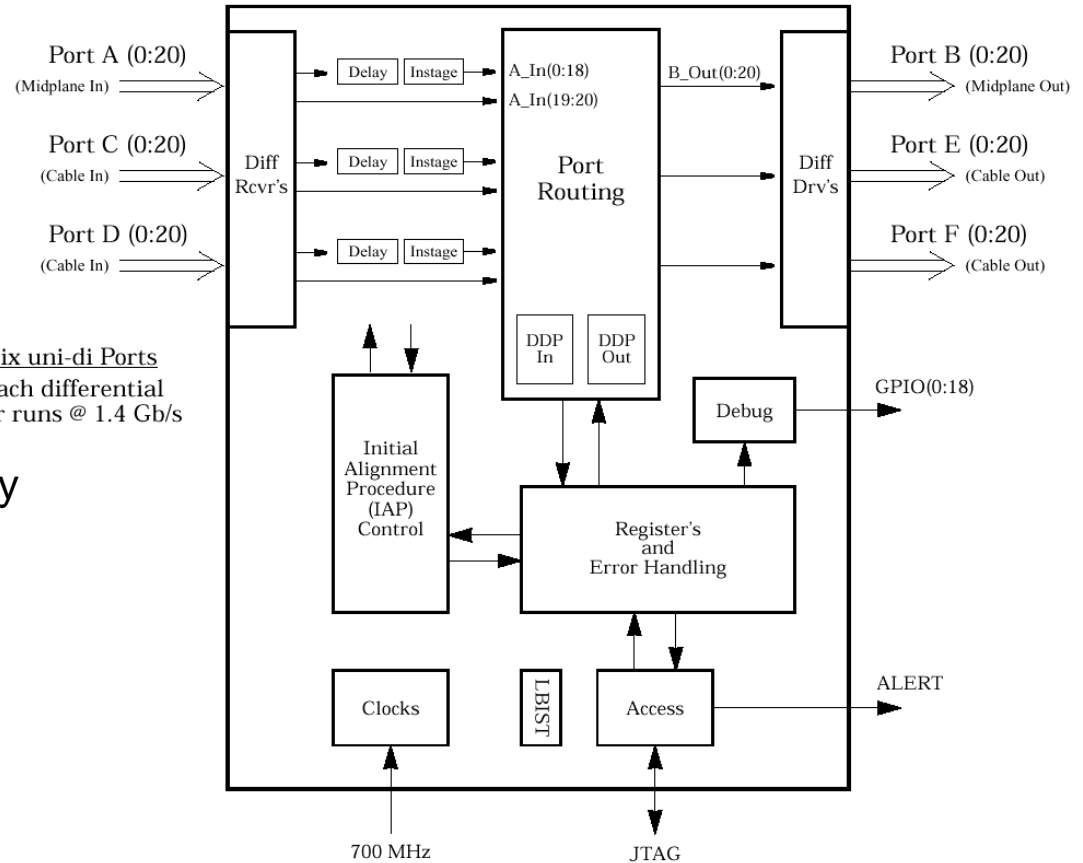 Port A (0:20)
(Midplane In)
Port C (0:20)
(Cable In)
Port D (0:20)
(Cable In)
Diff
Rcvr's
Delay
Instage
Delay
Instage
Delay
Instage
A_In(0:18)
A_In(19:20)
Port
Routing
DDP
In
DDP
Out
B_Out(0:20)
Diff
Drv's
Port B (0:20)
(Midplane Out)
Port E (0:20)
(Cable Out)
Port F (0:20)
(Cable Out)
ix uni-di Ports
ach differential
r runs @ 1.4 Gb/s
y
Initial
Alignment
Procedure
(IAP)
Control
Debug
GPIO(0:18)
Register's
and
Error Handling
Clocks
LBIST
Access
ALERT
700 MHz
JTAG